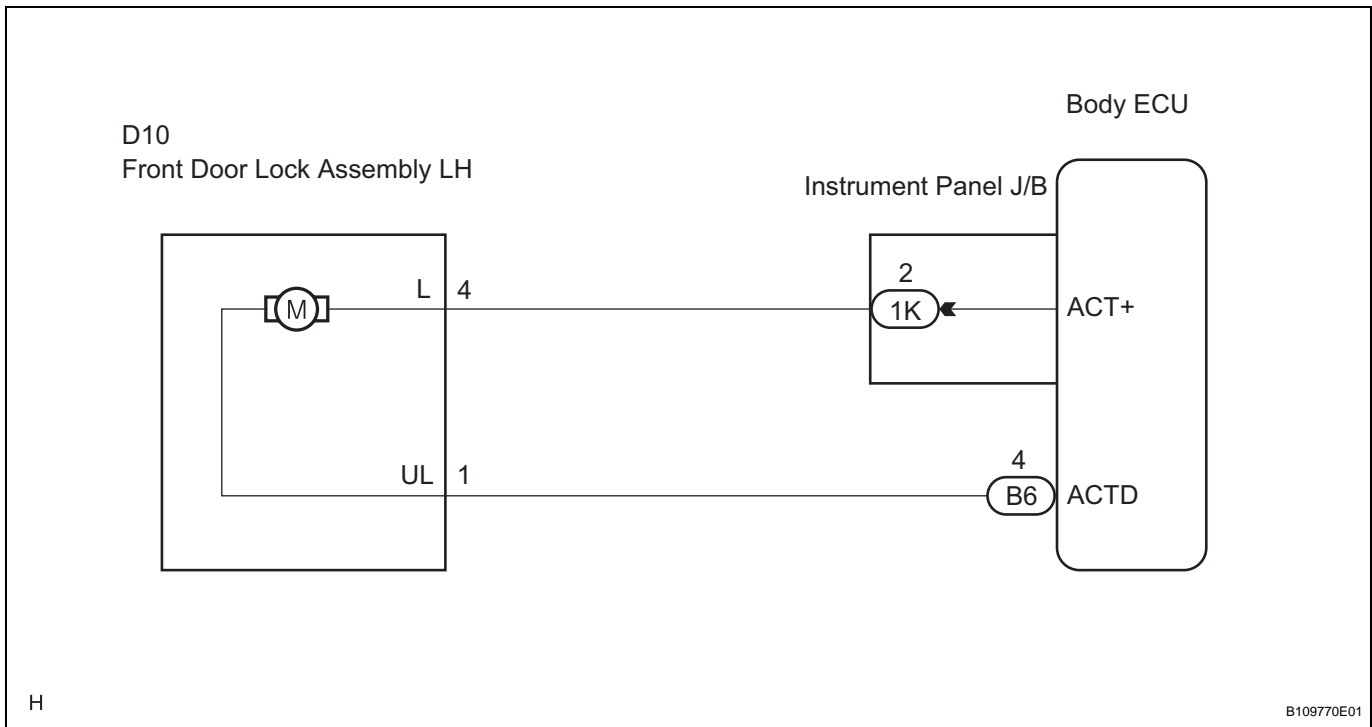 Body ECU
D10
Front Door Lock Assembly LH
Instrument Panel J/B
M
L 4
2
1K
ACT+
UL 1
4
B6
ACTD
H
B109770E01